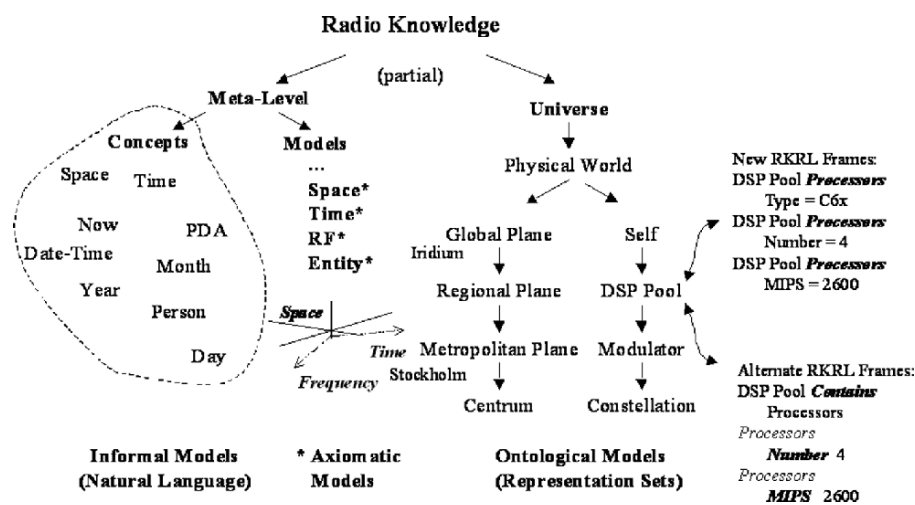 Radio Knowledge
(partial)
Meta-Level
Universe
Concepts
Models
...
Space*
Time*
RF*
Entity*
Space
Time
Now
PDA
Date-Time
Month
Year
Person
Day
Space
Time
Frequency
Physical World
Global Plane
Iridium
Regional Plane
Metropolitan Plane
Stockholm
Centrum
Self
DSP Pool
Modulator
Constellation
New RKRL Frames:
DSP Pool Processors
Type = C6x
DSP Pool Processors
Number = 4
DSP Pool Processors
MIPS = 2600
Alternate RKRL Frames:
DSP Pool Contains
Processors
Processors
Number 4
Processors
MIPS 2600
Informal Models
(Natural Language)
* Axiomatic
Models
Ontological Models
(Representation Sets)